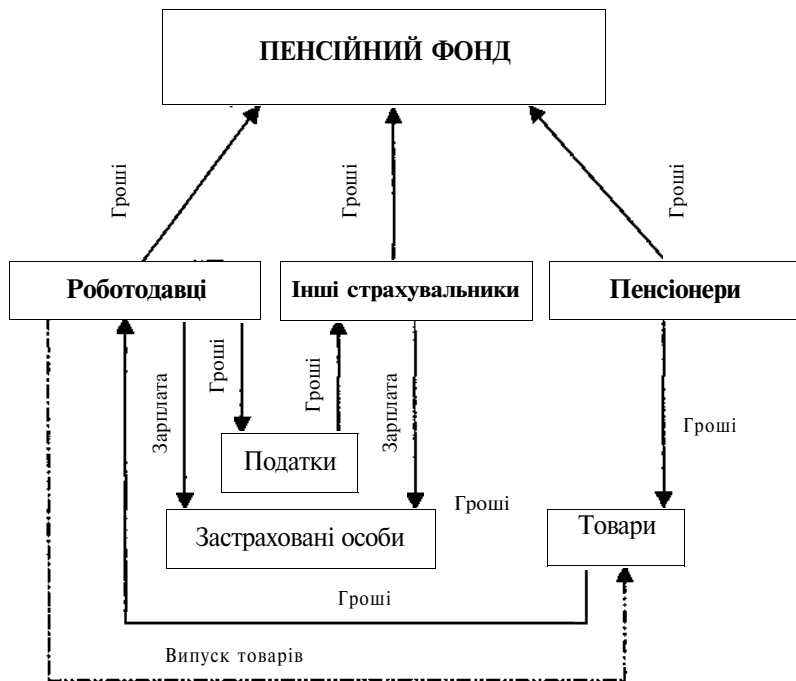 ПЕНСІЙНИЙ ФОНД
Гроші
Гроші
Гроші
Роботодавці
Інші страхувальники
Пенсіонери
Зарплата
Гроші
Гроші
Зарплата
Гроші
Податки
Гроші
Застраховані особи
Товари
Гроші
Випуск товарів